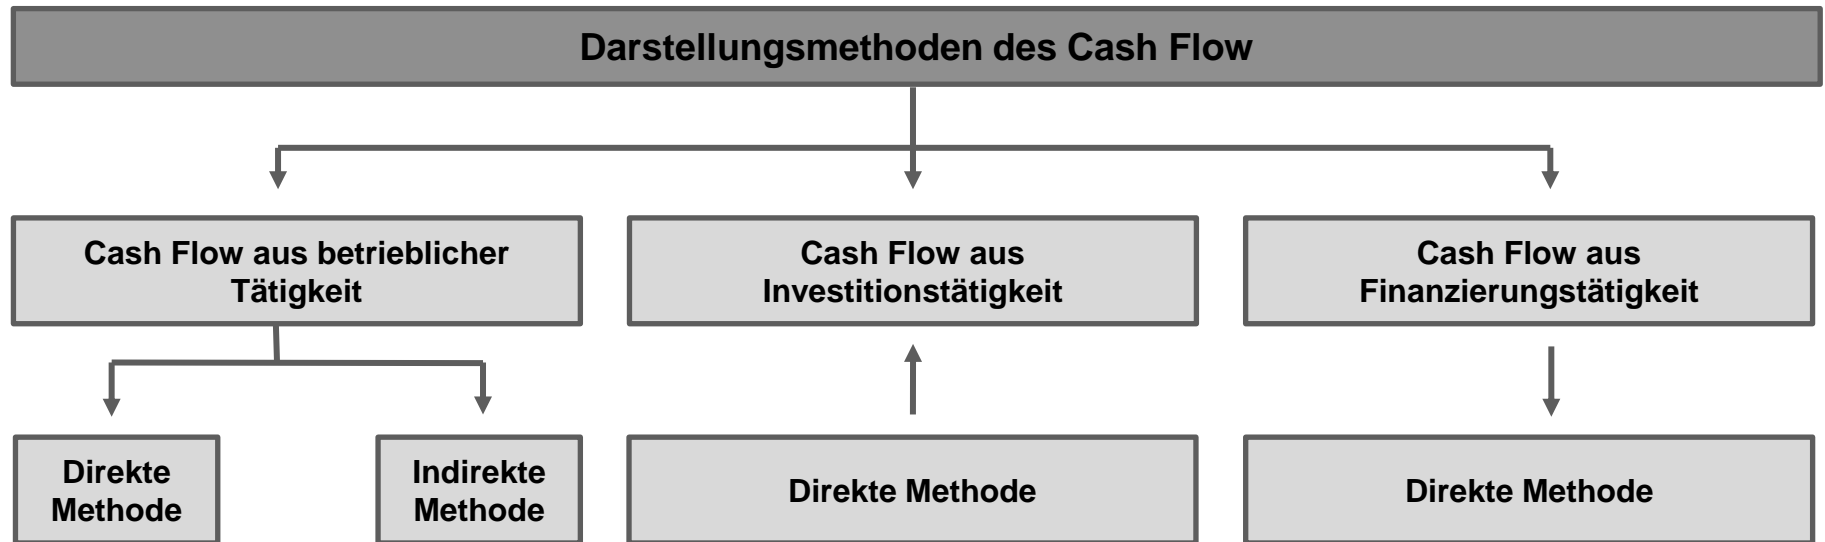 Darstellungsmethoden des Cash Flow
Cash Flow aus betrieblicher
Tätigkeit
Cash Flow aus
Investitionstätigkeit
Cash Flow aus
Finanzierungstätigkeit
Direkte
Methode
Indirekte
Methode
Direkte Methode
Direkte Methode